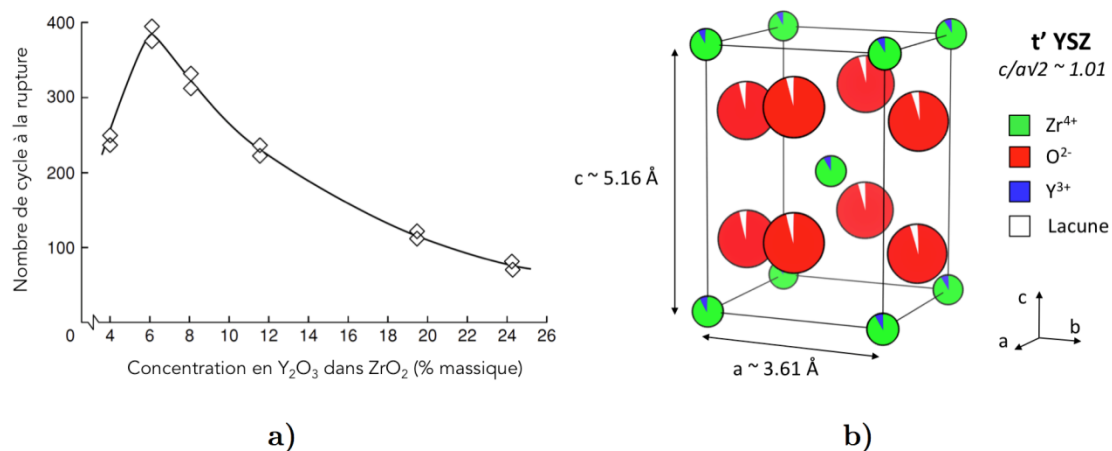 400
300
200
100
0
4
6
8
10
12
14
16
18
20
22
24
26
Nombre de cycle à la rupture
Concentration en Y₂O₃ dans ZrO₂ (% massique)
a)
c ~ 5.16 Å
a ~ 3.61 Å
t’ YSZ
c/av2 ~ 1.01
Zr⁴⁺
O²⁻
Y³⁺
Lacune
c
a
b
b)